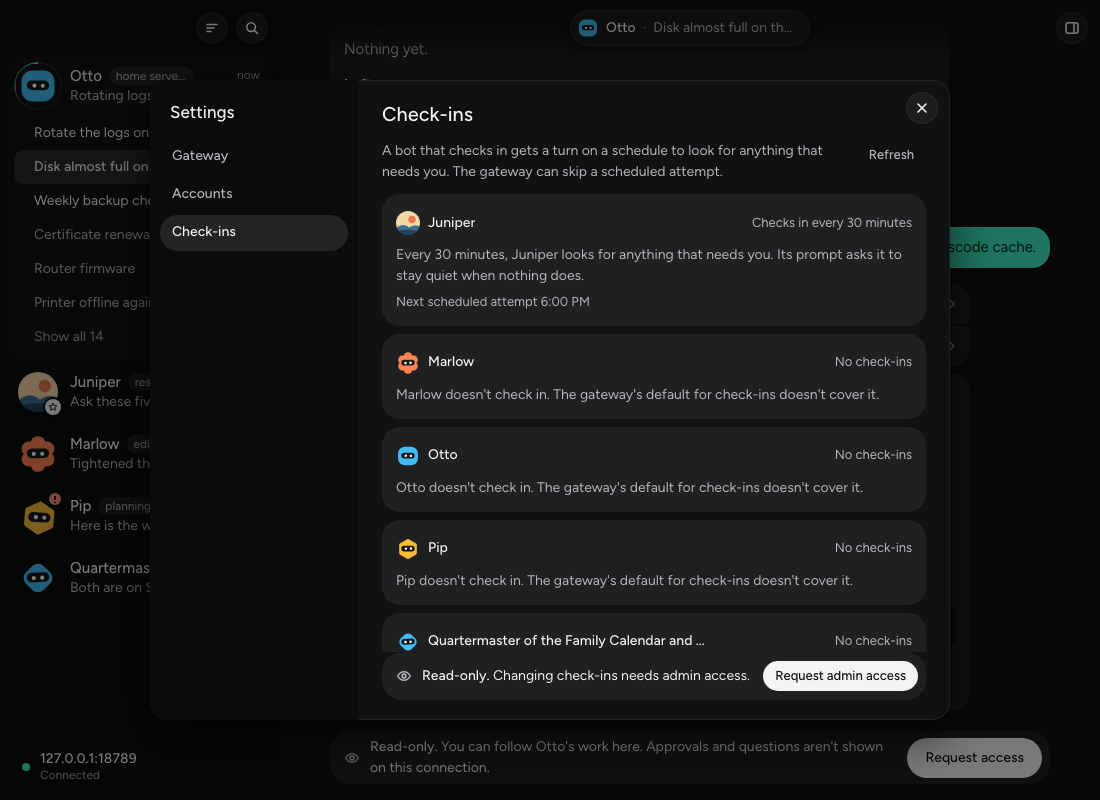 Otto · Disk almost full on th...
Nothing yet.
Otto home serve... now
Rotating logs
Rotate the logs on
Disk almost full on
Weekly backup che
Certificate renewa
Router firmware
Printer offline again
Show all 14
Juniper res
Ask these fiv
Marlow edi
Tightened th
Pip planning
Here is the w
Quartermas
Both are on S
127.0.0.1:18789
Connected
Settings
Gateway
Accounts
Check-ins
Check-ins
A bot that checks in gets a turn on a schedule to look for anything that
needs you. The gateway can skip a scheduled attempt.
Refresh
Juniper Checks in every 30 minutes
Every 30 minutes, Juniper looks for anything that needs you. Its prompt asks it to
stay quiet when nothing does.
Next scheduled attempt 6:00 PM
Marlow No check-ins
Marlow doesn't check in. The gateway's default for check-ins doesn't cover it.
Otto No check-ins
Otto doesn't check in. The gateway's default for check-ins doesn't cover it.
Pip No check-ins
Pip doesn't check in. The gateway's default for check-ins doesn't cover it.
Quartermaster of the Family Calendar and ... No check-ins
Read-only. Changing check-ins needs admin access. Request admin access
scode cache.
Read-only. You can follow Otto's work here. Approvals and questions aren't shown
on this connection.
Request access